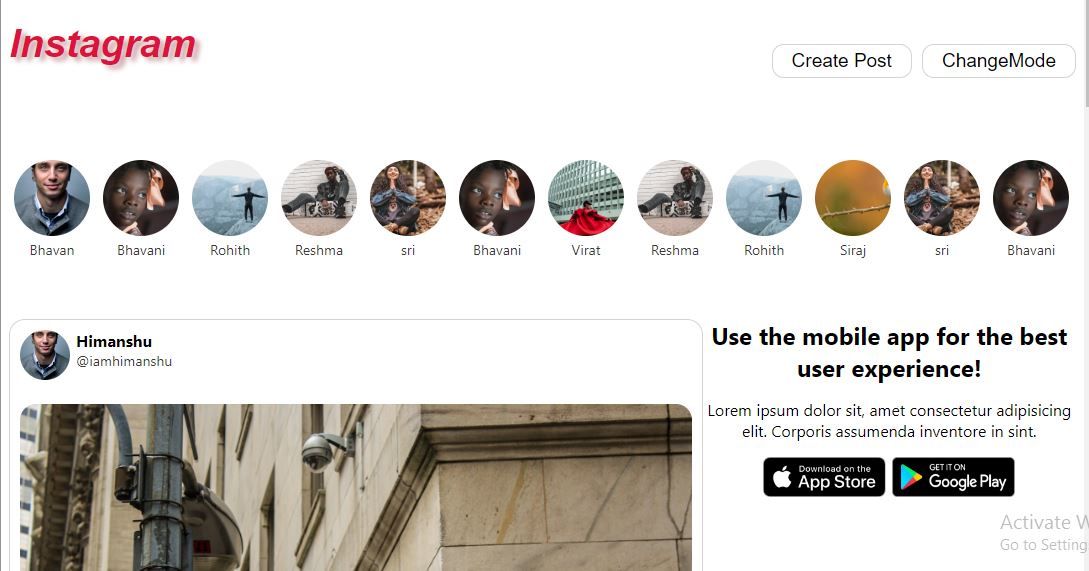 Instagram
Create Post
ChangeMode
Bhavan
Bhavani
Rohith
Reshma
sri
Bhavani
Virat
Reshma
Rohith
Siraj
sri
Bhavani
Himanshu
@iamhimanshu
Use the mobile app for the best
user experience!
Lorem ipsum dolor sit, amet consectetur adipisicing
elit. Corporis assumenda inventore in sint.
Download on the
App Store
GET IT ON
Google Play
Activate W
Go to Setting